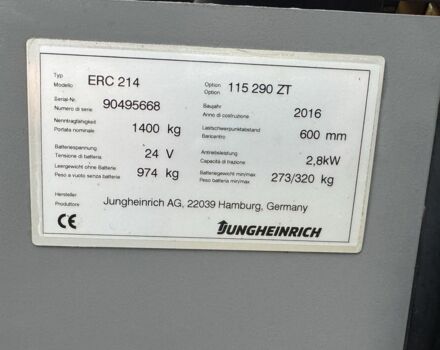 Typ
Modello
ERC 214
Option
Option
115 290 ZT
Serial-Nr.
Numero di serie
90495668
Baujahr
Anno di costruzione
2016
Nenntragfähigkeit
Portata nominale
1400 kg
Lastschwerpunktabstand
Baricentro
600 mm
Batteriespannung
Tensione di batteria
24 V
Antriebsleistung
Capacità di trazione
2,8kW
Leergewicht ohne Batterie
Peso a vuoto senza batteria
974 kg
Batteriegewicht min/max
Peso batteria min/max
273/320 kg
Hersteller
Produttore
Jungheinrich AG, 22039 Hamburg, Germany
CE
JUNGHEINRICH